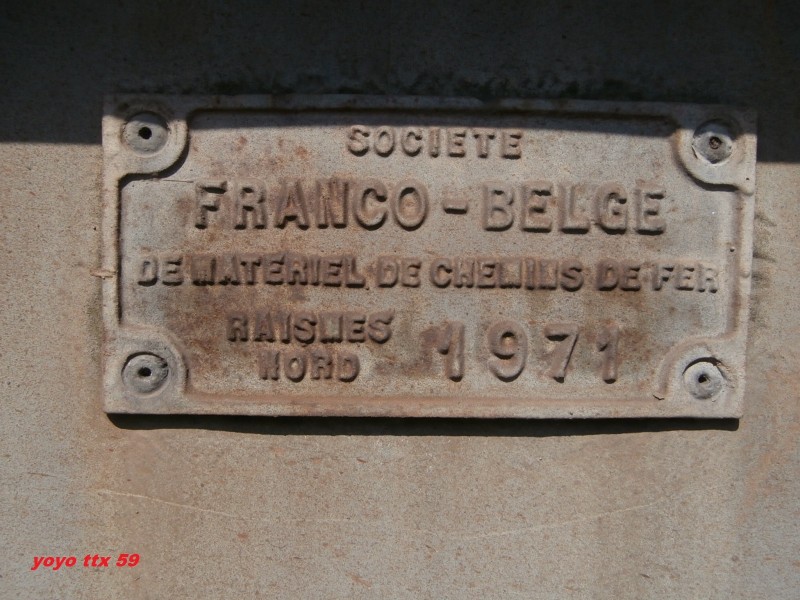 SOCIETE
FRANCO-BELGE
DE MATERIEL DE CHEMINS DE FER
RAISMES
NORD 1971
yoyo ttx 59